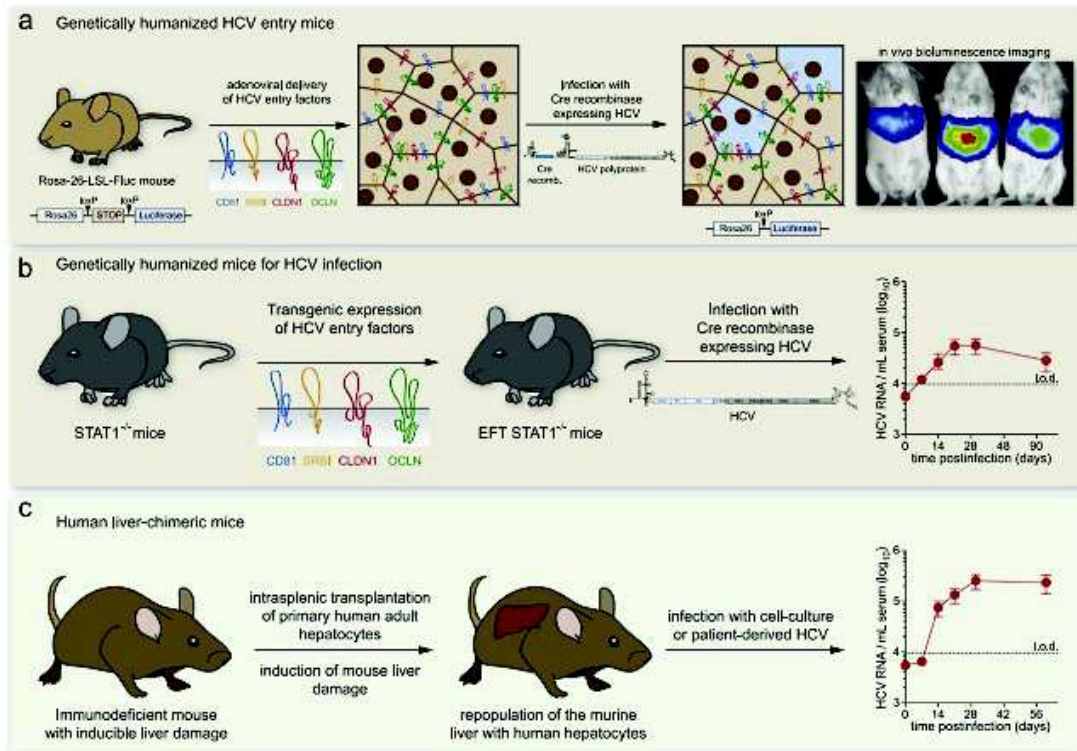 a
Genetically humanized HCV entry mice
adenoviral delivery
of HCV entry factors
Infection with
Cre recombinase
expressing HCV
in vivo bioluminescence imaging
Rosa-26-LSL-Fluc mouse
loxP
loxP
Rosa26
STOP
Luciferase
CD81
SRBI
CLDN1
OCLN
Cre
recomb.
HCV polyprotein
loxP
Rosa26
Luciferase
b
Genetically humanized mice for HCV infection
Transgenic expression
of HCV entry factors
Infection with
Cre recombinase
expressing HCV
STAT1-/- mice
CD81
SRBI
CLDN1
OCLN
EFT STAT1-/- mice
HCV
HCV RNA / mL serum (log10)
6
5
4
3
l.o.d.
0
14
28
48
90
time postinfection (days)
c
Human liver-chimeric mice
intrasplenic transplantation
of primary human adult
hepatocytes
induction of mouse liver
damage
infection with cell-culture
or patient-derived HCV
Immunodeficient mouse
with inducible liver damage
repopulation of the murine
liver with human hepatocytes
HCV RNA / mL serum (log10)
6
5
4
3
l.o.d.
0
14
28
42
56
time postinfection (days)